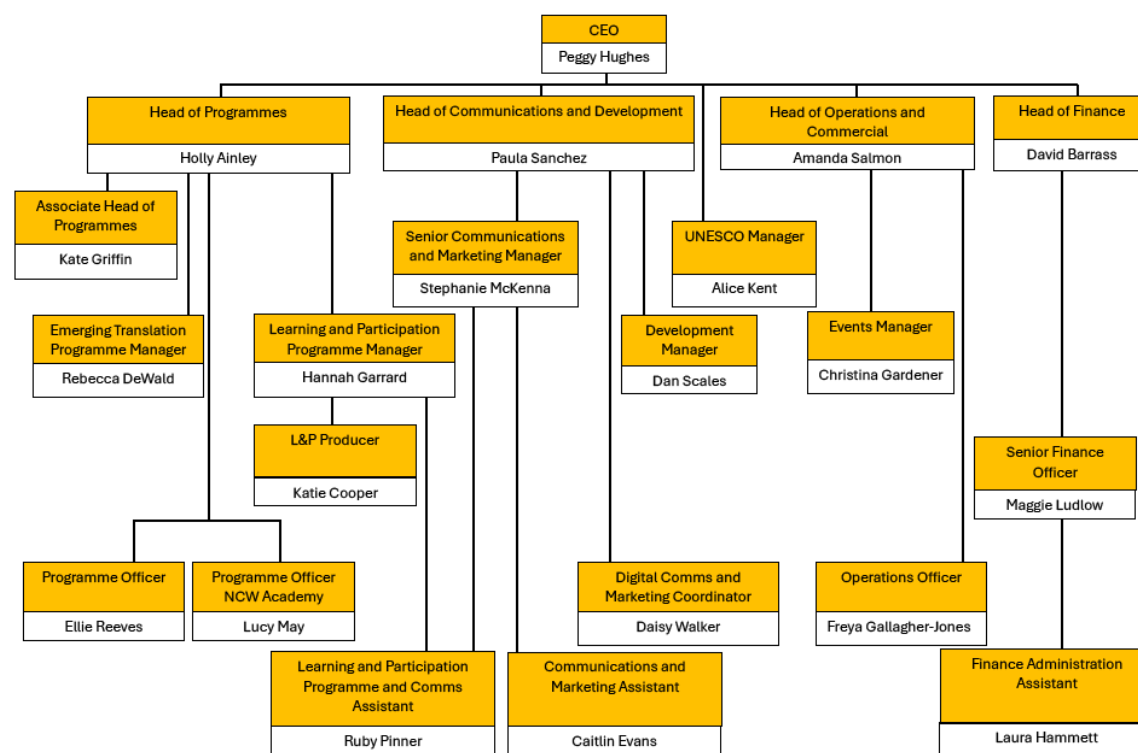 CEO
Peggy Hughes
Head of Programmes
Holly Ainley
Head of Communications and Development
Paula Sanchez
Head of Operations and
Commercial
Amanda Salmon
Head of Finance
David Barrass
Associate Head of
Programmes
Kate Griffin
Senior Communications
and Marketing Manager
Stephanie McKenna
UNESCO Manager
Alice Kent
Emerging Translation
Programme Manager
Rebecca DeWald
Learning and Participation
Programme Manager
Hannah Garrard
Development
Manager
Dan Scales
Events Manager
Christina Gardener
L&P Producer
Katie Cooper
Senior Finance
Officer
Maggie Ludlow
Programme Officer
Ellie Reeves
Programme Officer
NCW Academy
Lucy May
Digital Comms and
Marketing Coordinator
Daisy Walker
Operations Officer
Freya Gallagher-Jones
Learning and Participation
Programme and Comms
Assistant
Ruby Pinner
Communications and
Marketing Assistant
Caitlin Evans
Finance Administration
Assistant
Laura Hammett